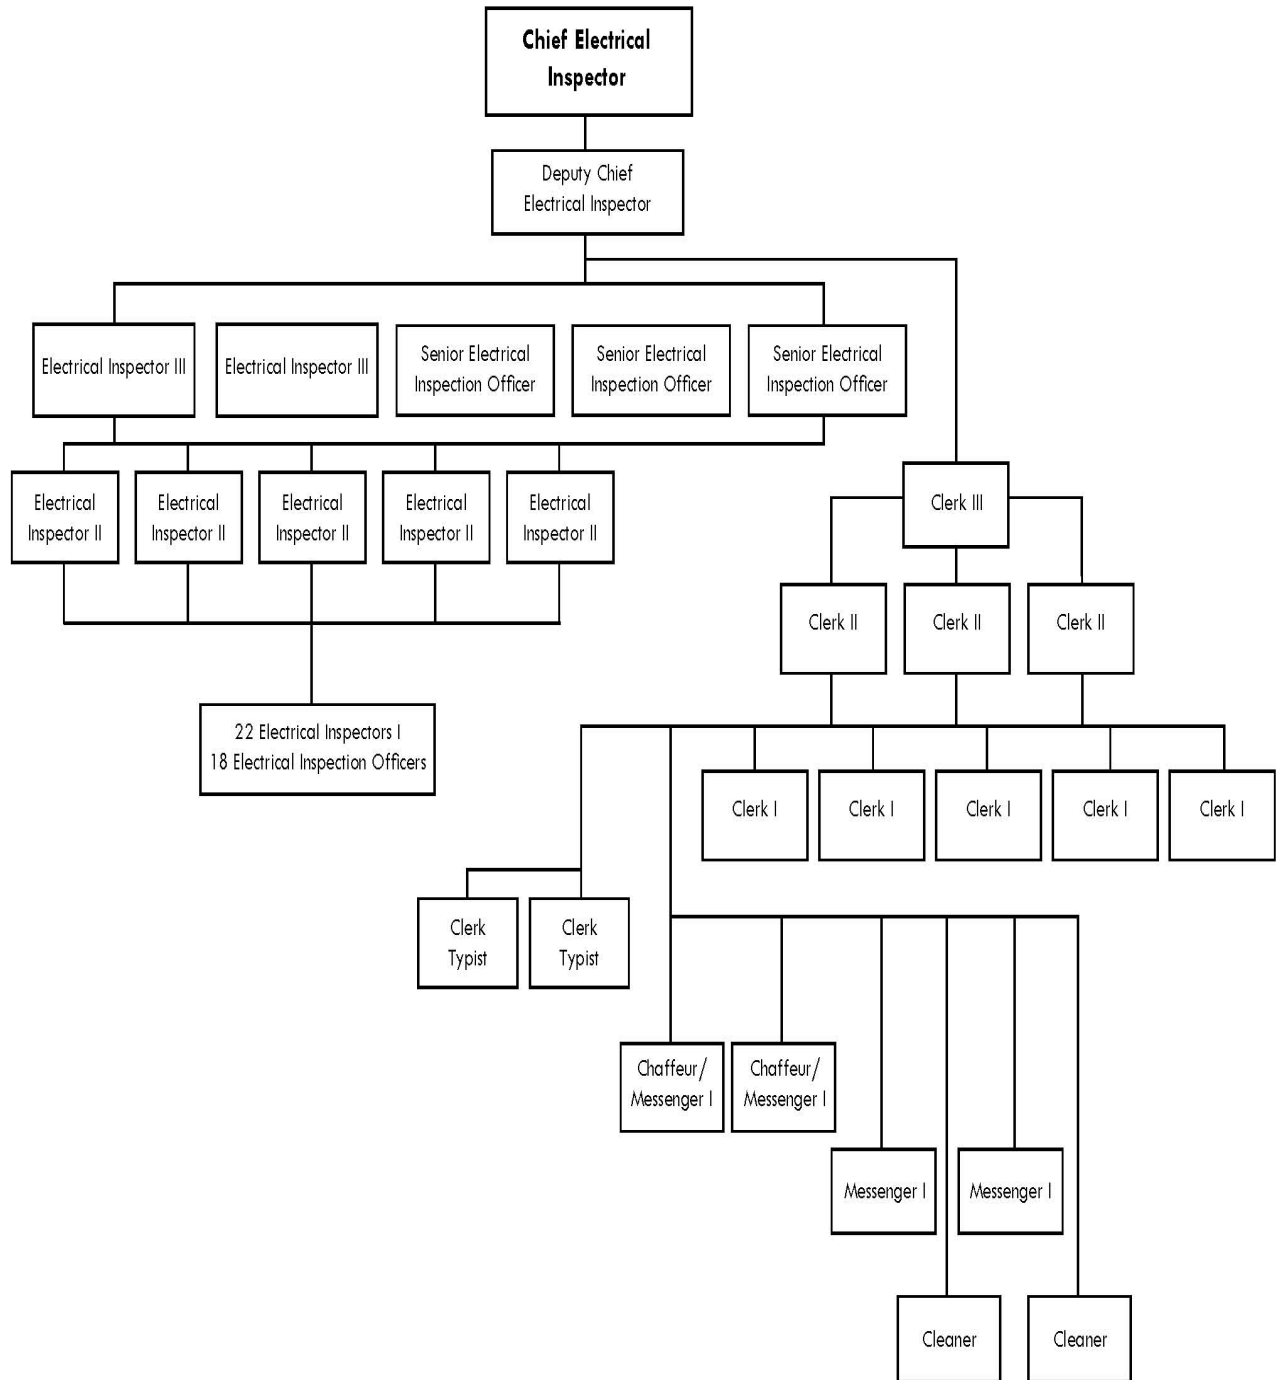 Chief Electrical
Inspector
Deputy Chief
Electrical Inspector
Electrical Inspector III
Electrical Inspector III
Senior Electrical
Inspection Officer
Senior Electrical
Inspection Officer
Senior Electrical
Inspection Officer
Electrical
Inspector II
Electrical
Inspector II
Electrical
Inspector II
Electrical
Inspector II
Electrical
Inspector II
Clerk III
Clerk II
Clerk II
Clerk II
22 Electrical Inspectors I
18 Electrical Inspection Officers
Clerk I
Clerk I
Clerk I
Clerk I
Clerk I
Clerk
Typist
Clerk
Typist
Chaffeur/
Messenger I
Chaffeur/
Messenger I
Messenger I
Messenger I
Cleaner
Cleaner